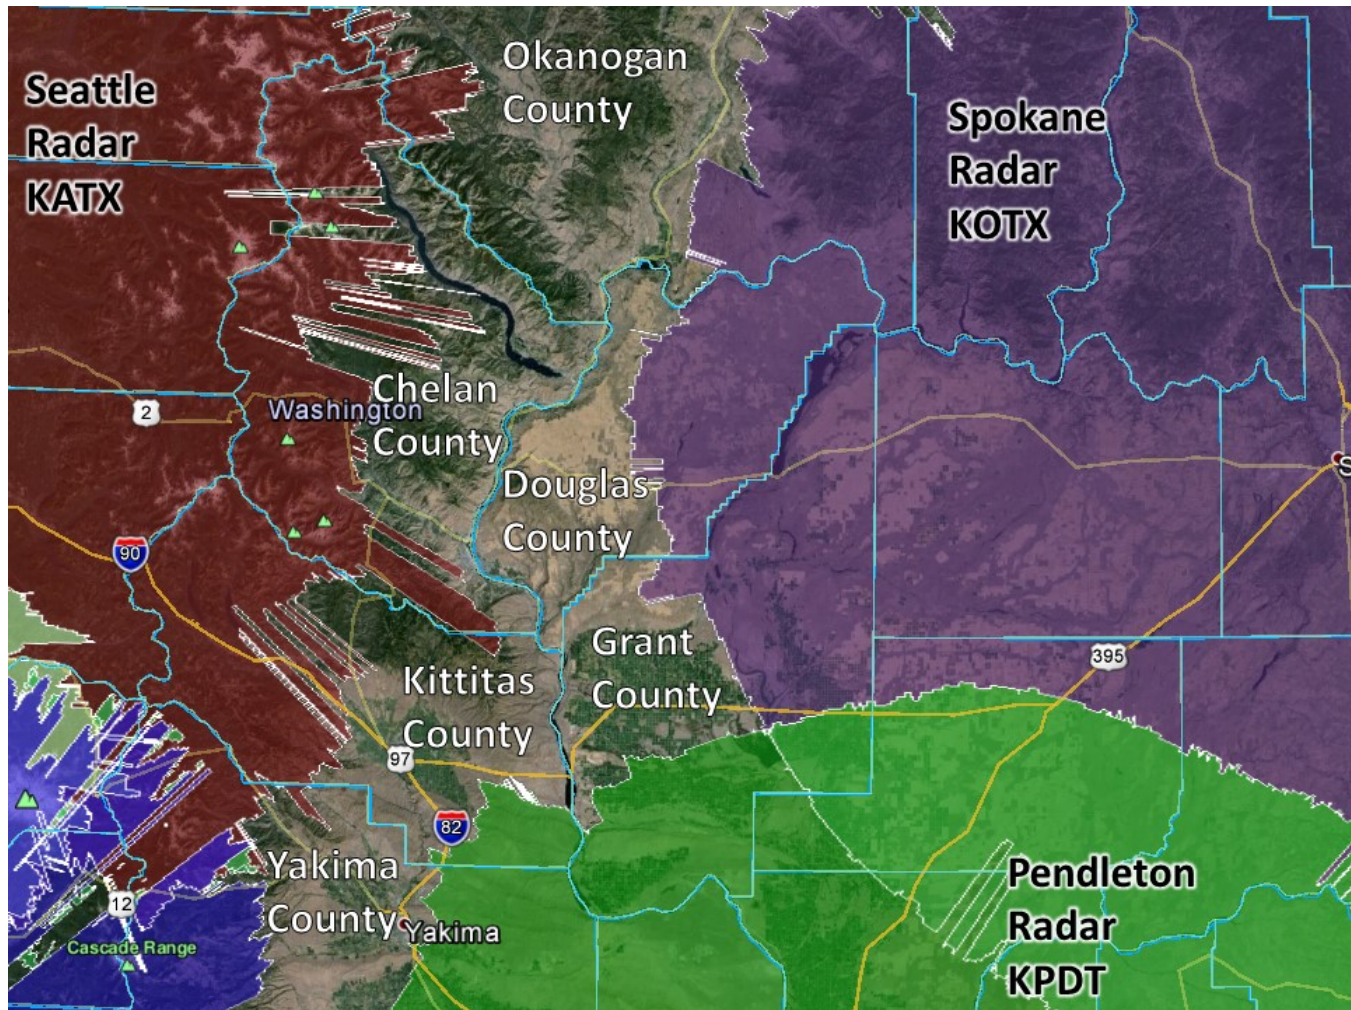 Okanogan
County
Seattle
Radar
KATX
Spokane
Radar
KOTX
Chelan
County
Washington
2
Douglas
County
S
90
Grant
County
395
Kittitas
County
97
82
Yakima
County
Yakima
12
Cascade Range
Pendleton
Radar
KPDT